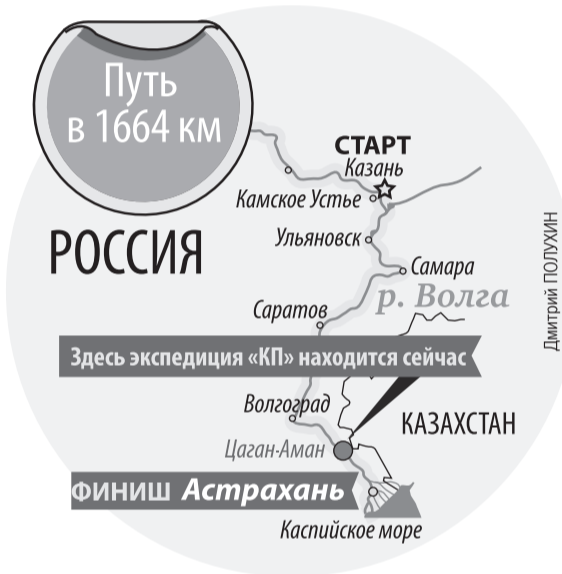 Путь
в 1664 км
СТАРТ
Казань
Камское Устье
РОССИЯ
Ульяновск
Самара
р. Волга
Саратов
Здесь экспедиция «КП» находится сейчас
Волгоград
КАЗАХСТАН
Цаган-Аман
ФИНИШ Астрахань
Каспийское море
Дмитрий ПОЛУХИН